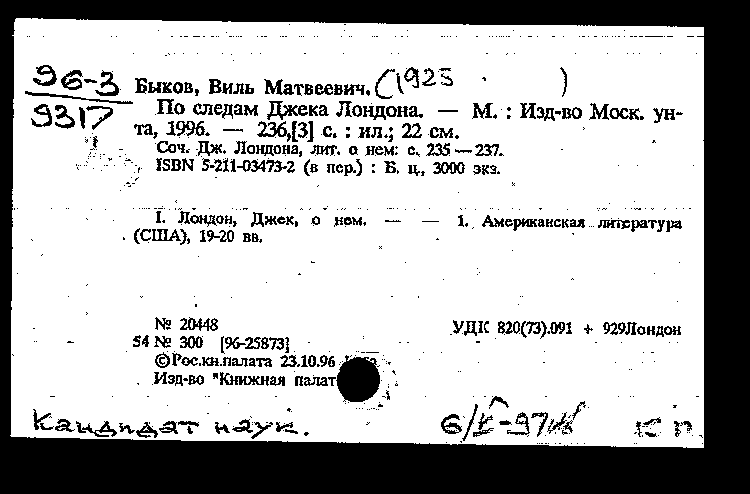 96-3
9317
Быков, Виль Матвеевич. (1925 )
По следам Джека Лондона. — М. : Изд-во Моск. ун-
та, 1996. — 236,[3] с. : ил.; 22 см.
Соч. Дж. Лондона, лит. о нем: с. 235 — 237.
ISBN 5-211-03473-2 (в пер.) : Б. ц., 3000 экз.
I. Лондон, Джек, о нем. — — 1. Американская литература
(США), 19-20 вв.
№ 20448 УДК 820(73).091 + 929Лондон
54 № 300 [96-25873]
©Рос.кн.палата 23.10.96
Изд-во "Книжная палат
Кандидат наук. К П